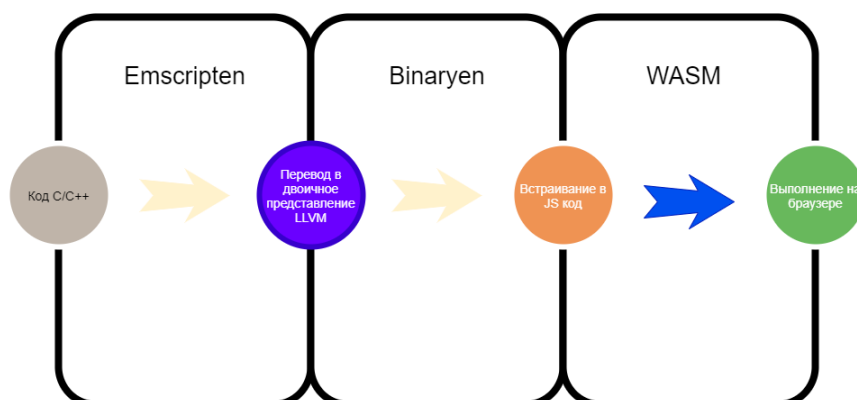 Emscripten
Binaryen
WASM
Код C/C++
Перевод в
двоичное
представление
LLVM
Встраивание в
JS код
Выполнение на
браузере